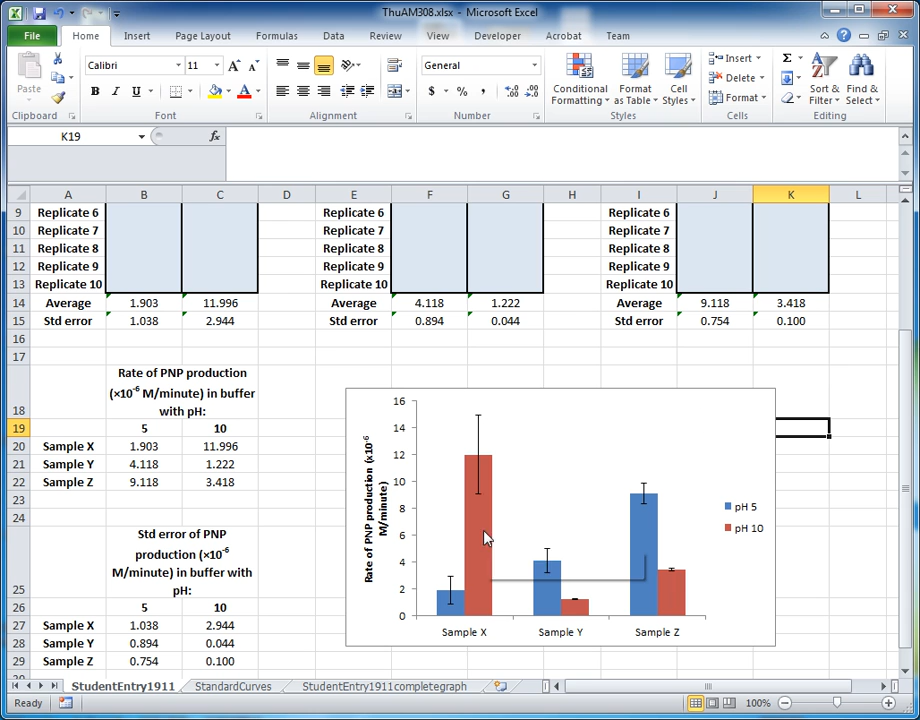 ThuAM308.xlsx - Microsoft Excel
File Home Insert Page Layout Formulas Data Review View Developer Acrobat Team
Paste Calibri 11 General Conditional Formatting Format as Table Cell Styles Insert Delete Format Sort & Filter Find & Select
B I U A $ % ,
Clipboard Font Alignment Number Styles Cells Editing
K19 fx
A B C D E F G H I J K L
9 Replicate 6 Replicate 6 Replicate 6
10 Replicate 7 Replicate 7 Replicate 7
11 Replicate 8 Replicate 8 Replicate 8
12 Replicate 9 Replicate 9 Replicate 9
13 Replicate 10 Replicate 10 Replicate 10
14 Average 1.903 11.996 Average 4.118 1.222 Average 9.118 3.418
15 Std error 1.038 2.944 Std error 0.894 0.044 Std error 0.754 0.100
16
17
Rate of PNP production
(×10-6 M/minute) in buffer
18 with pH:
19 5 10
20 Sample X 1.903 11.996
21 Sample Y 4.118 1.222
22 Sample Z 9.118 3.418
23
24
Std error of PNP
production (×10-6
M/minute) in buffer with
25 pH:
26 5 10
27 Sample X 1.038 2.944
28 Sample Y 0.894 0.044
29 Sample Z 0.754 0.100
Rate of PNP production (x10-6
M/minute)
16
14
12
10
8
6
4
2
0
Sample X Sample Y Sample Z
pH 5
pH 10
StudentEntry1911 StandardCurves StudentEntry1911completegraph
Ready 100%